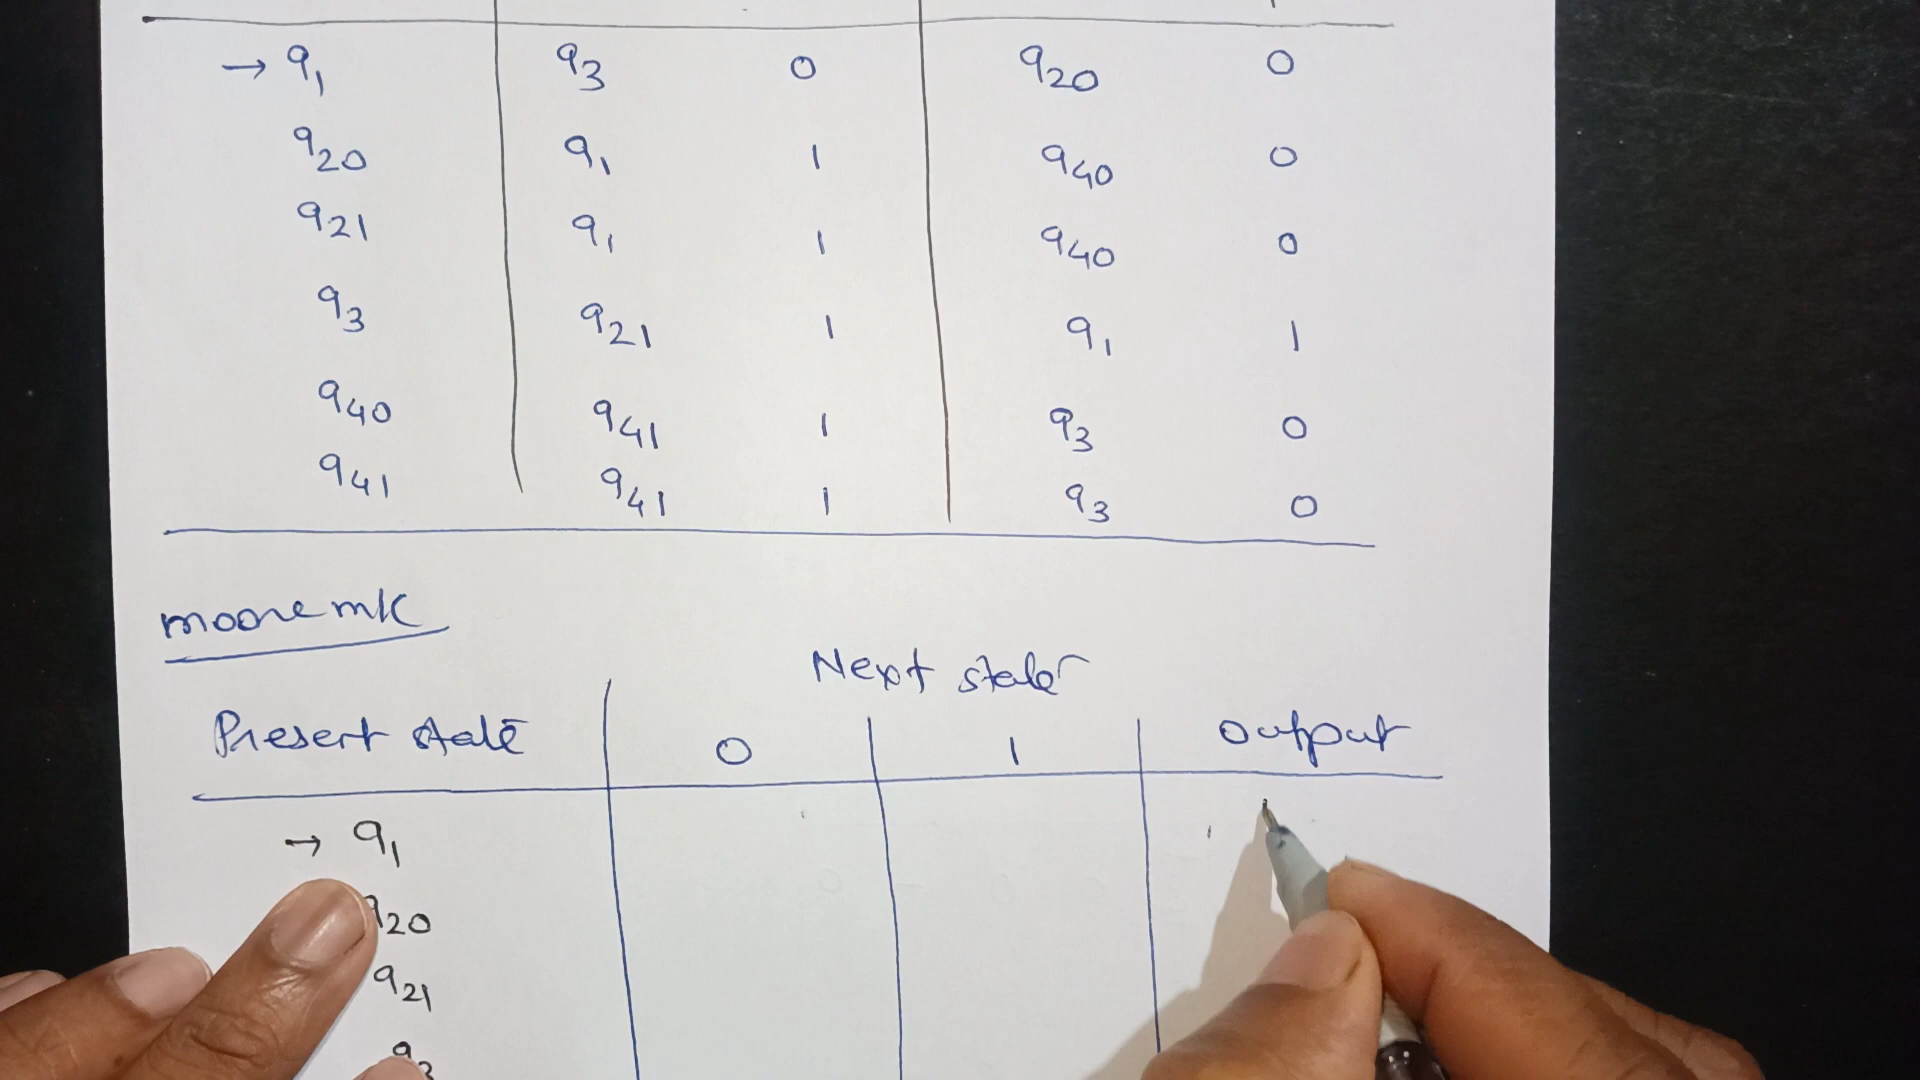 → q1 q3 0 q20 0
q20 q1 1 q40 0
q21 q1 1 q40 0
q3 q21 1 q1 1
q40 q41 1 q3 0
q41 q41 1 q3 0
moore m/c
Next state
Present state 0 1 output
→ q1
q20
q21
q3